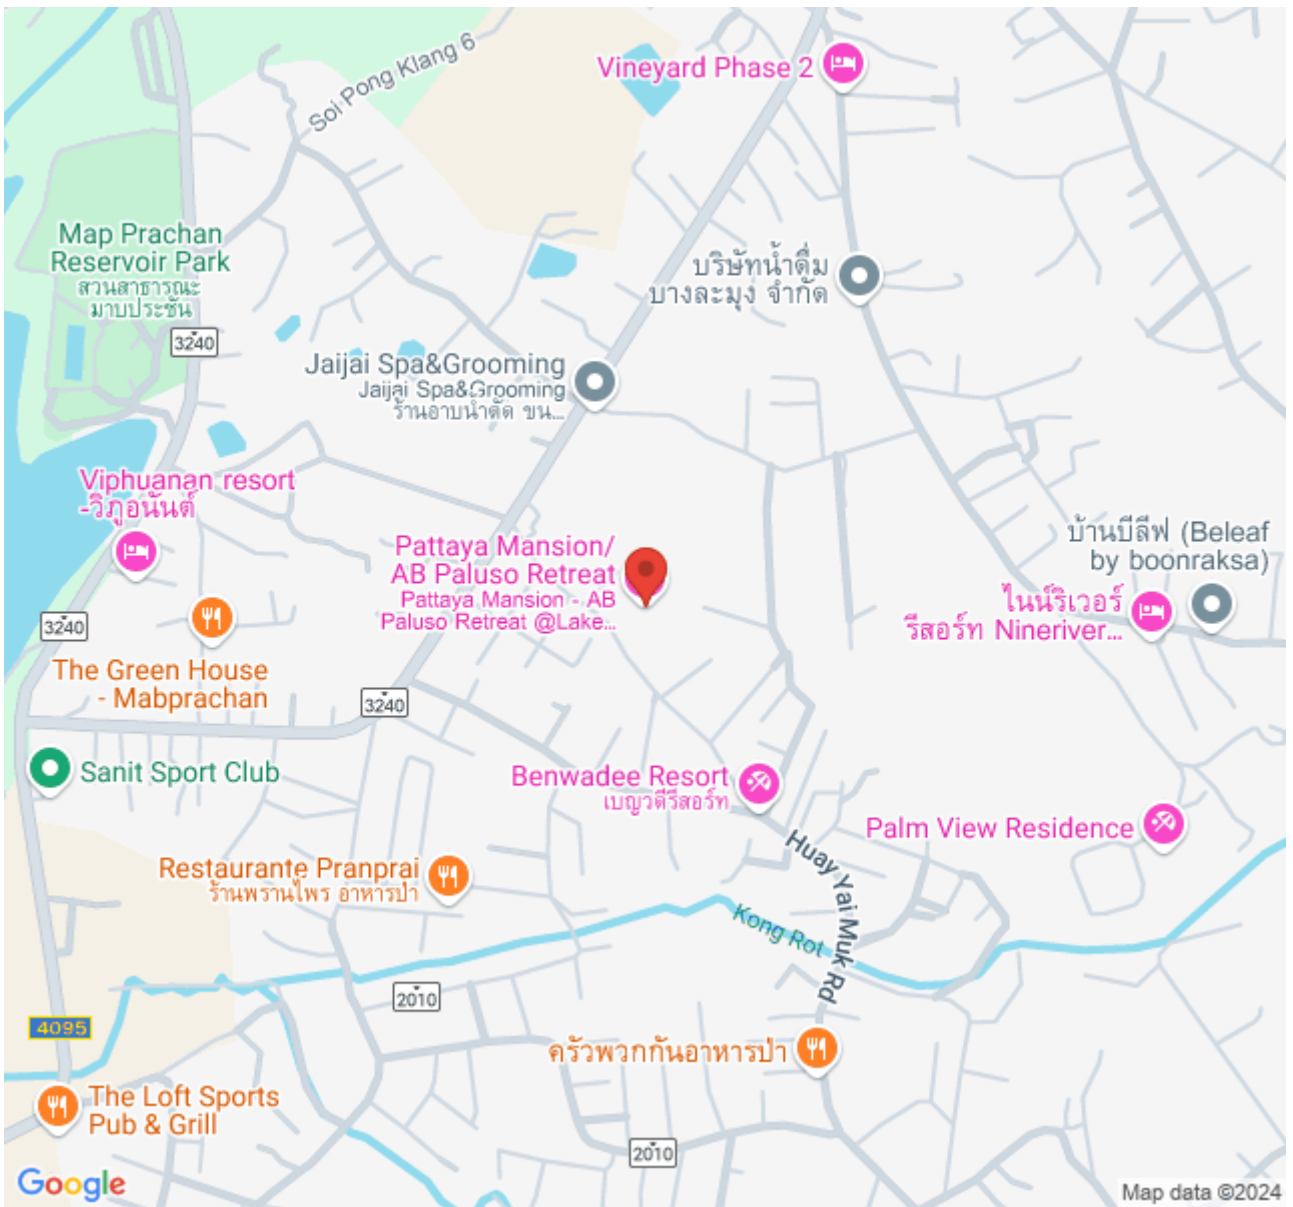 Soi Pong Klang 6
Vineyard Phase 2
Map Prachan
Reservoir Park
สวนสาธารณะ
มาบประชัน
บริษัทน้ำดื่ม
บางละมุง จำกัด
3240
Jaijai Spa&Grooming
Jaijai Spa&Grooming
ร้านอาบน้ำตัด ขน...
Viphuanan resort
-วิภูอนันต์
Pattaya Mansion/
AB Paluso Retreat
Pattaya Mansion - AB
Paluso Retreat @Lake...
บ้านบีลีฟ (Beleaf
by boonraksa)
ไนน์ริเวอร์
รีสอร์ท Nineriver...
3240
The Green House
- Mabprachan
3240
Sanit Sport Club
Benwadee Resort
เบญวดีรีสอร์ท
Palm View Residence
Huay Yai Muk Rd
Restaurante Pranprai
ร้านพรานไพร อาหารป่า
Kong Rot
2010
4095
ครัวพวกกันอาหารป่า
The Loft Sports
Pub & Grill
2010
Google
Map data ©2024